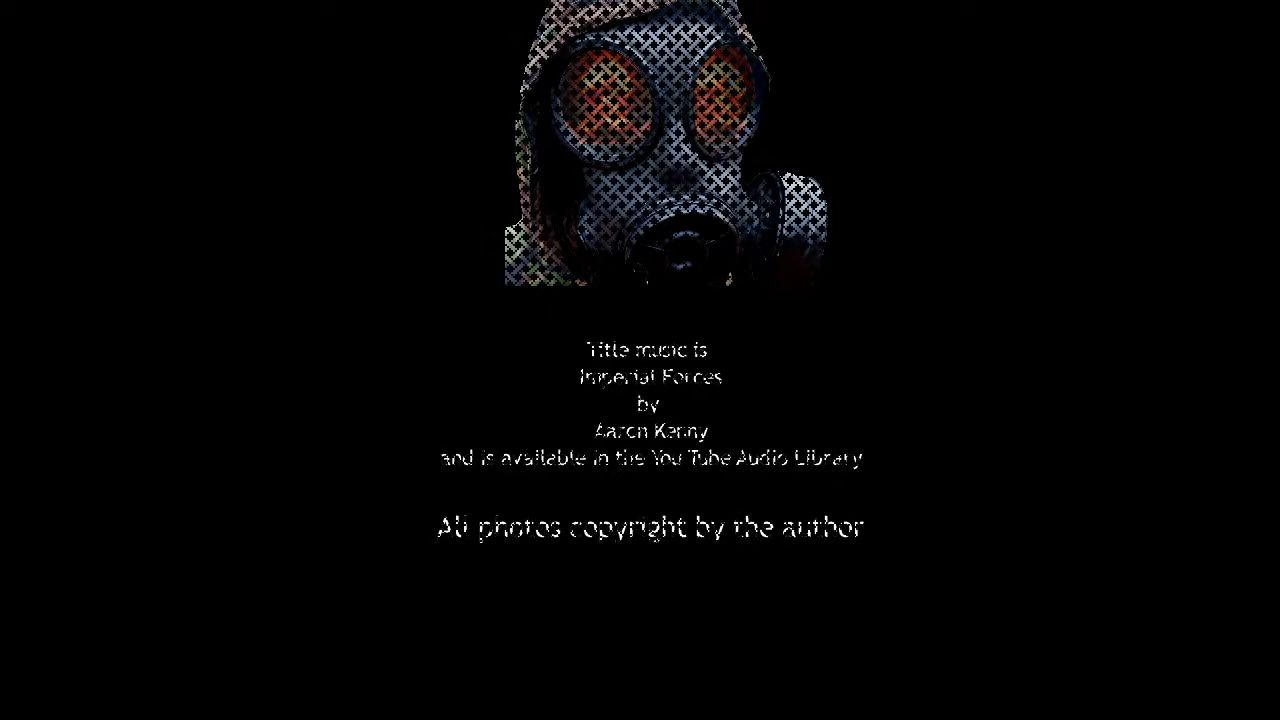 Title music is
Imperial Forces
by
Aaron Kenny
and is available in the You Tube Audio Library
All photos copyright by the author